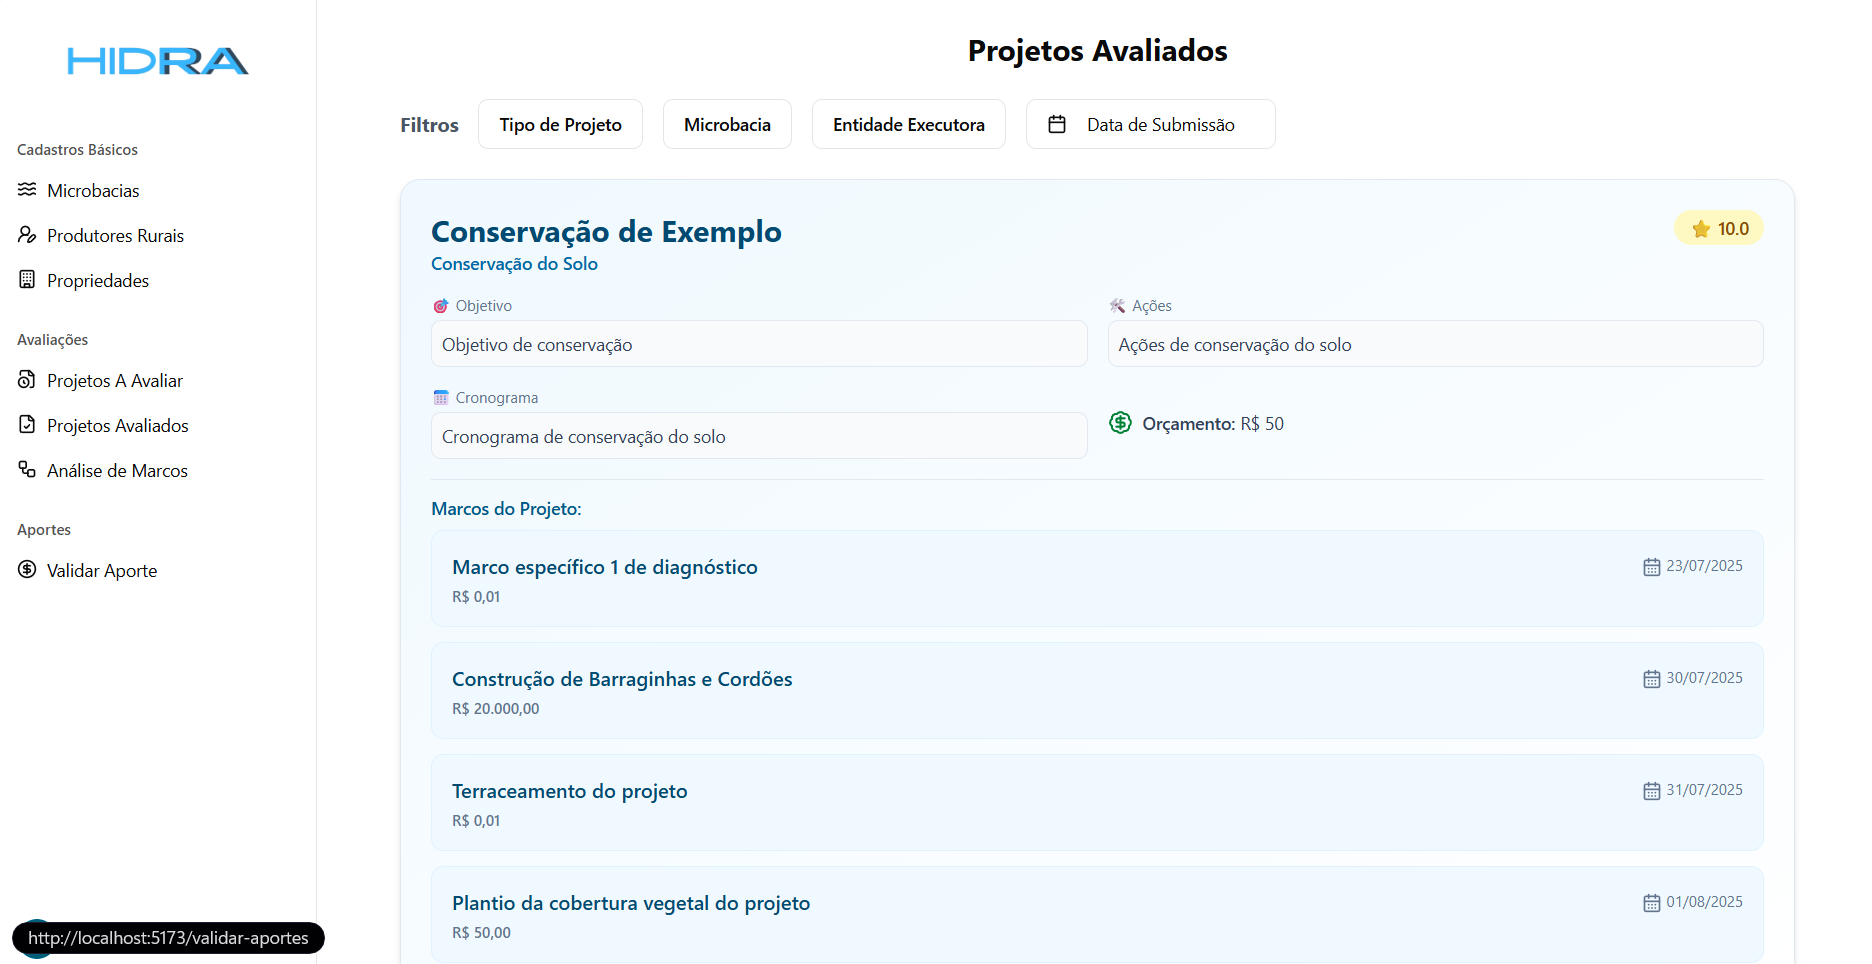 HIDRA
Cadastros Básicos
Microbacias
Produtores Rurais
Propriedades
Avaliações
Projetos A Avaliar
Projetos Avaliados
Análise de Marcos
Aportes
Validar Aporte
http://localhost:5173/validar-aportes
Projetos Avaliados
Filtros Tipo de Projeto Microbacia Entidade Executora Data de Submissão
Conservação de Exemplo
10.0
Conservação do Solo
Objetivo
Objetivo de conservação
Ações
Ações de conservação do solo
Cronograma
Cronograma de conservação do solo
Orçamento: R$ 50
Marcos do Projeto:
Marco específico 1 de diagnóstico
23/07/2025
R$ 0,01
Construção de Barraginhas e Cordões
30/07/2025
R$ 20.000,00
Terraceamento do projeto
31/07/2025
R$ 0,01
Plantio da cobertura vegetal do projeto
01/08/2025
R$ 50,00